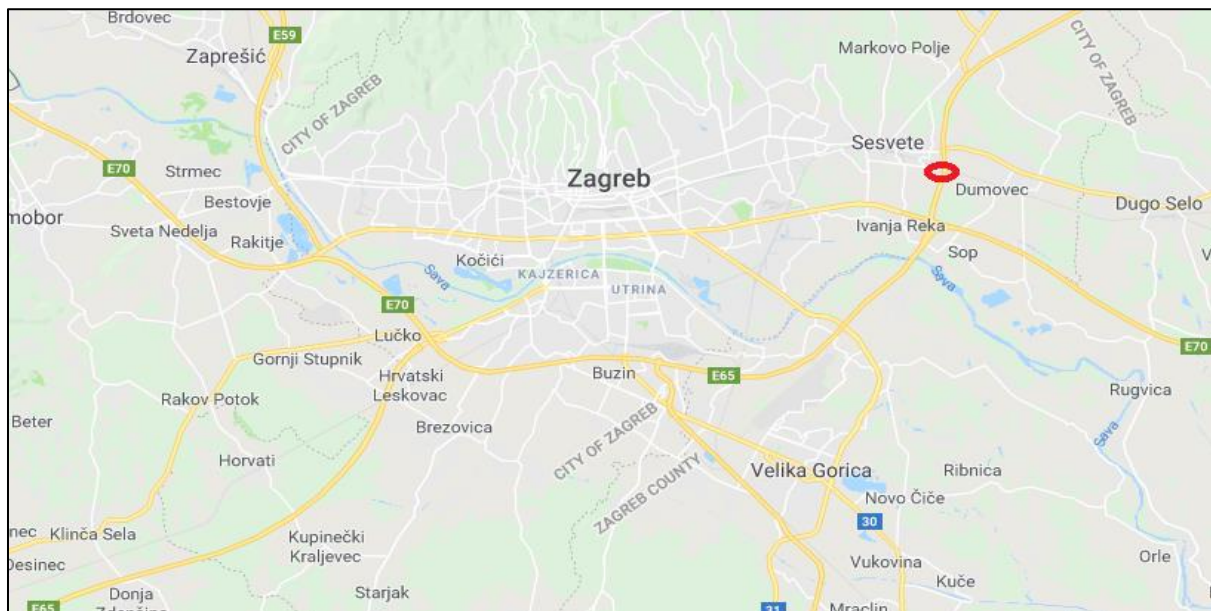 Brdovec
E59
Markovo Polje
CITY OF ZAGREB
Zaprešić
CITY OF ZAGREB
Sesvete
E70
Strmec
Zagreb
Dumovec
Bestovje
Dugo Selo
mobor
Sveta Nedelja
Rakitje
Ivanja Reka
Kočići
Sop
Sava
KAJZERICA
UTRINA
Sava
E70
Lučko
E70
Gornji Stupnik
Hrvatski
Leskovac
Buzin
E65
Rugvica
Rakov Potok
Beter
Brezovica
CITY OF ZAGREB
Sava
Horvati
ZAGREB COUNTY
Velika Gorica
Ribnica
Novo Čiče
nec
Klinča Sela
30
Kupinečki
Kraljevec
Desinec
Vukovina
Orle
Kuče
Donja
Starjak
E65
31
Mraclin